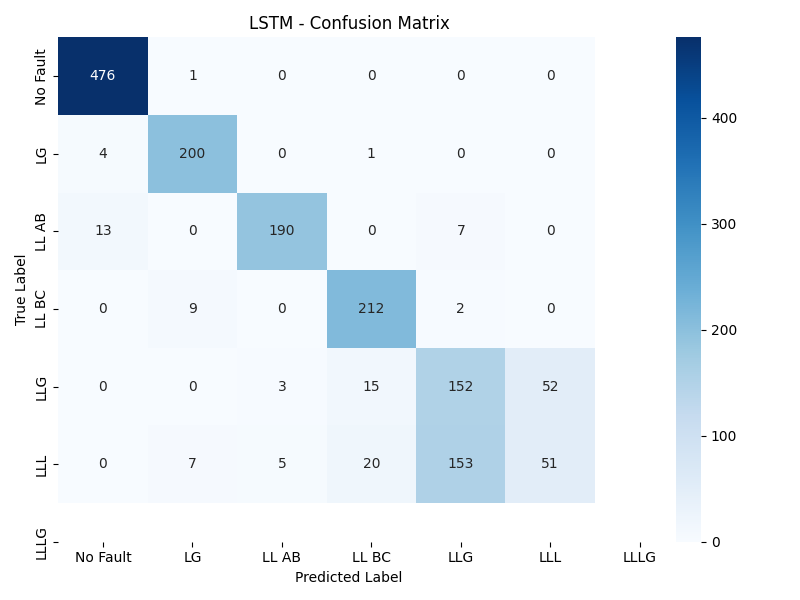 LSTM - Confusion Matrix
No Fault 476 1 0 0 0 0
LG 4 200 0 1 0 0
LL AB 13 0 190 0 7 0
LL BC 0 9 0 212 2 0
LLG 0 0 3 15 152 52
LLL 0 7 5 20 153 51
LLLG
No Fault LG LL AB LL BC LLG LLL LLLG
Predicted Label
True Label
400
300
200
100
0